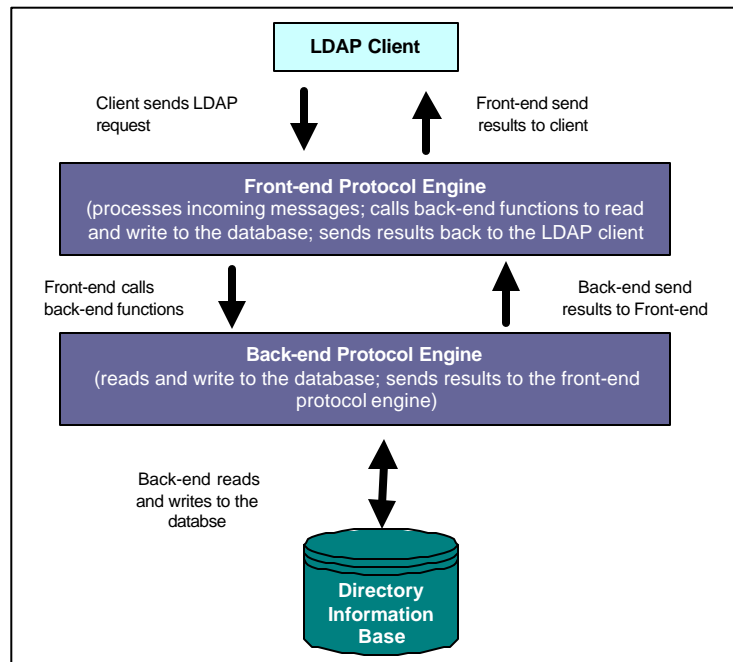 LDAP Client
Client sends LDAP
request
Front-end send
results to client
Front-end Protocol Engine
(processes incoming messages; calls back-end functions to read
and write to the database; sends results back to the LDAP client
Front-end calls
back-end functions
Back-end send
results to Front-end
Back-end Protocol Engine
(reads and write to the database; sends results to the front-end
protocol engine)
Back-end reads
and writes to the
databse
Directory
Information
Base